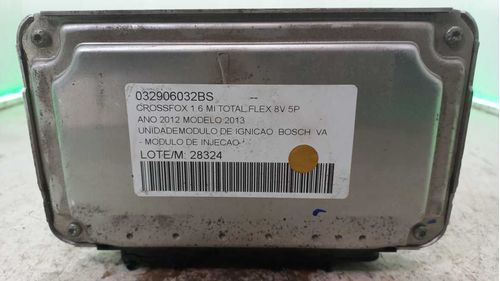 032906032BS --
CROSSFOX 1.6 MI TOTAL.FLEX 8V 5P
ANO 2012 MODELO 2013
UNIDADEMODULO DE IGNICAO BOSCH VA
- MODULO DE INJECAO-
LOTE/M: 28324